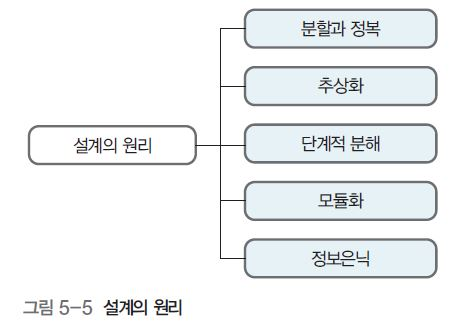 분할과 정복
추상화
설계의 원리
단계적 분해
모듈화
정보은닉
그림 5-5 설계의 원리